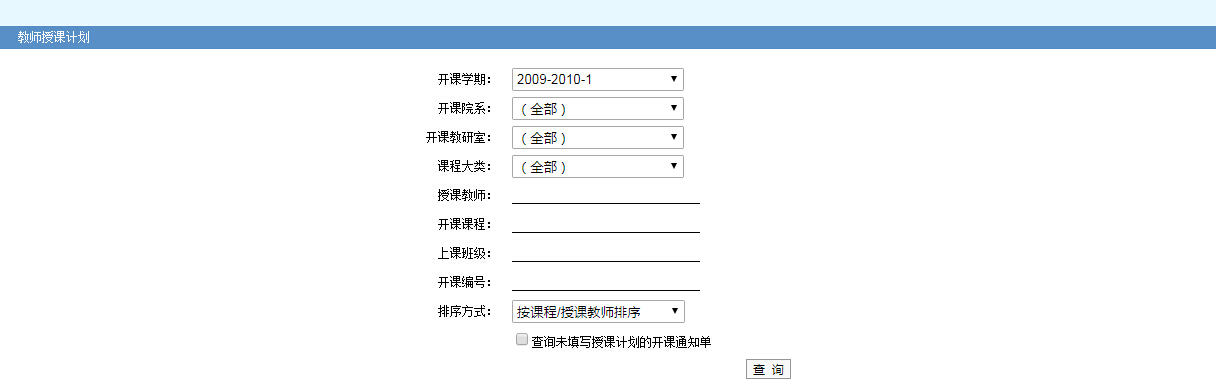 教师授课计划
开课学期： 2009-2010-1
开课院系： （全部）
开课教研室： （全部）
课程大类： （全部）
授课教师：
开课课程：
上课班级：
开课编号：
排序方式： 按课程/授课教师排序
查询未填写授课计划的开课通知单
查 询